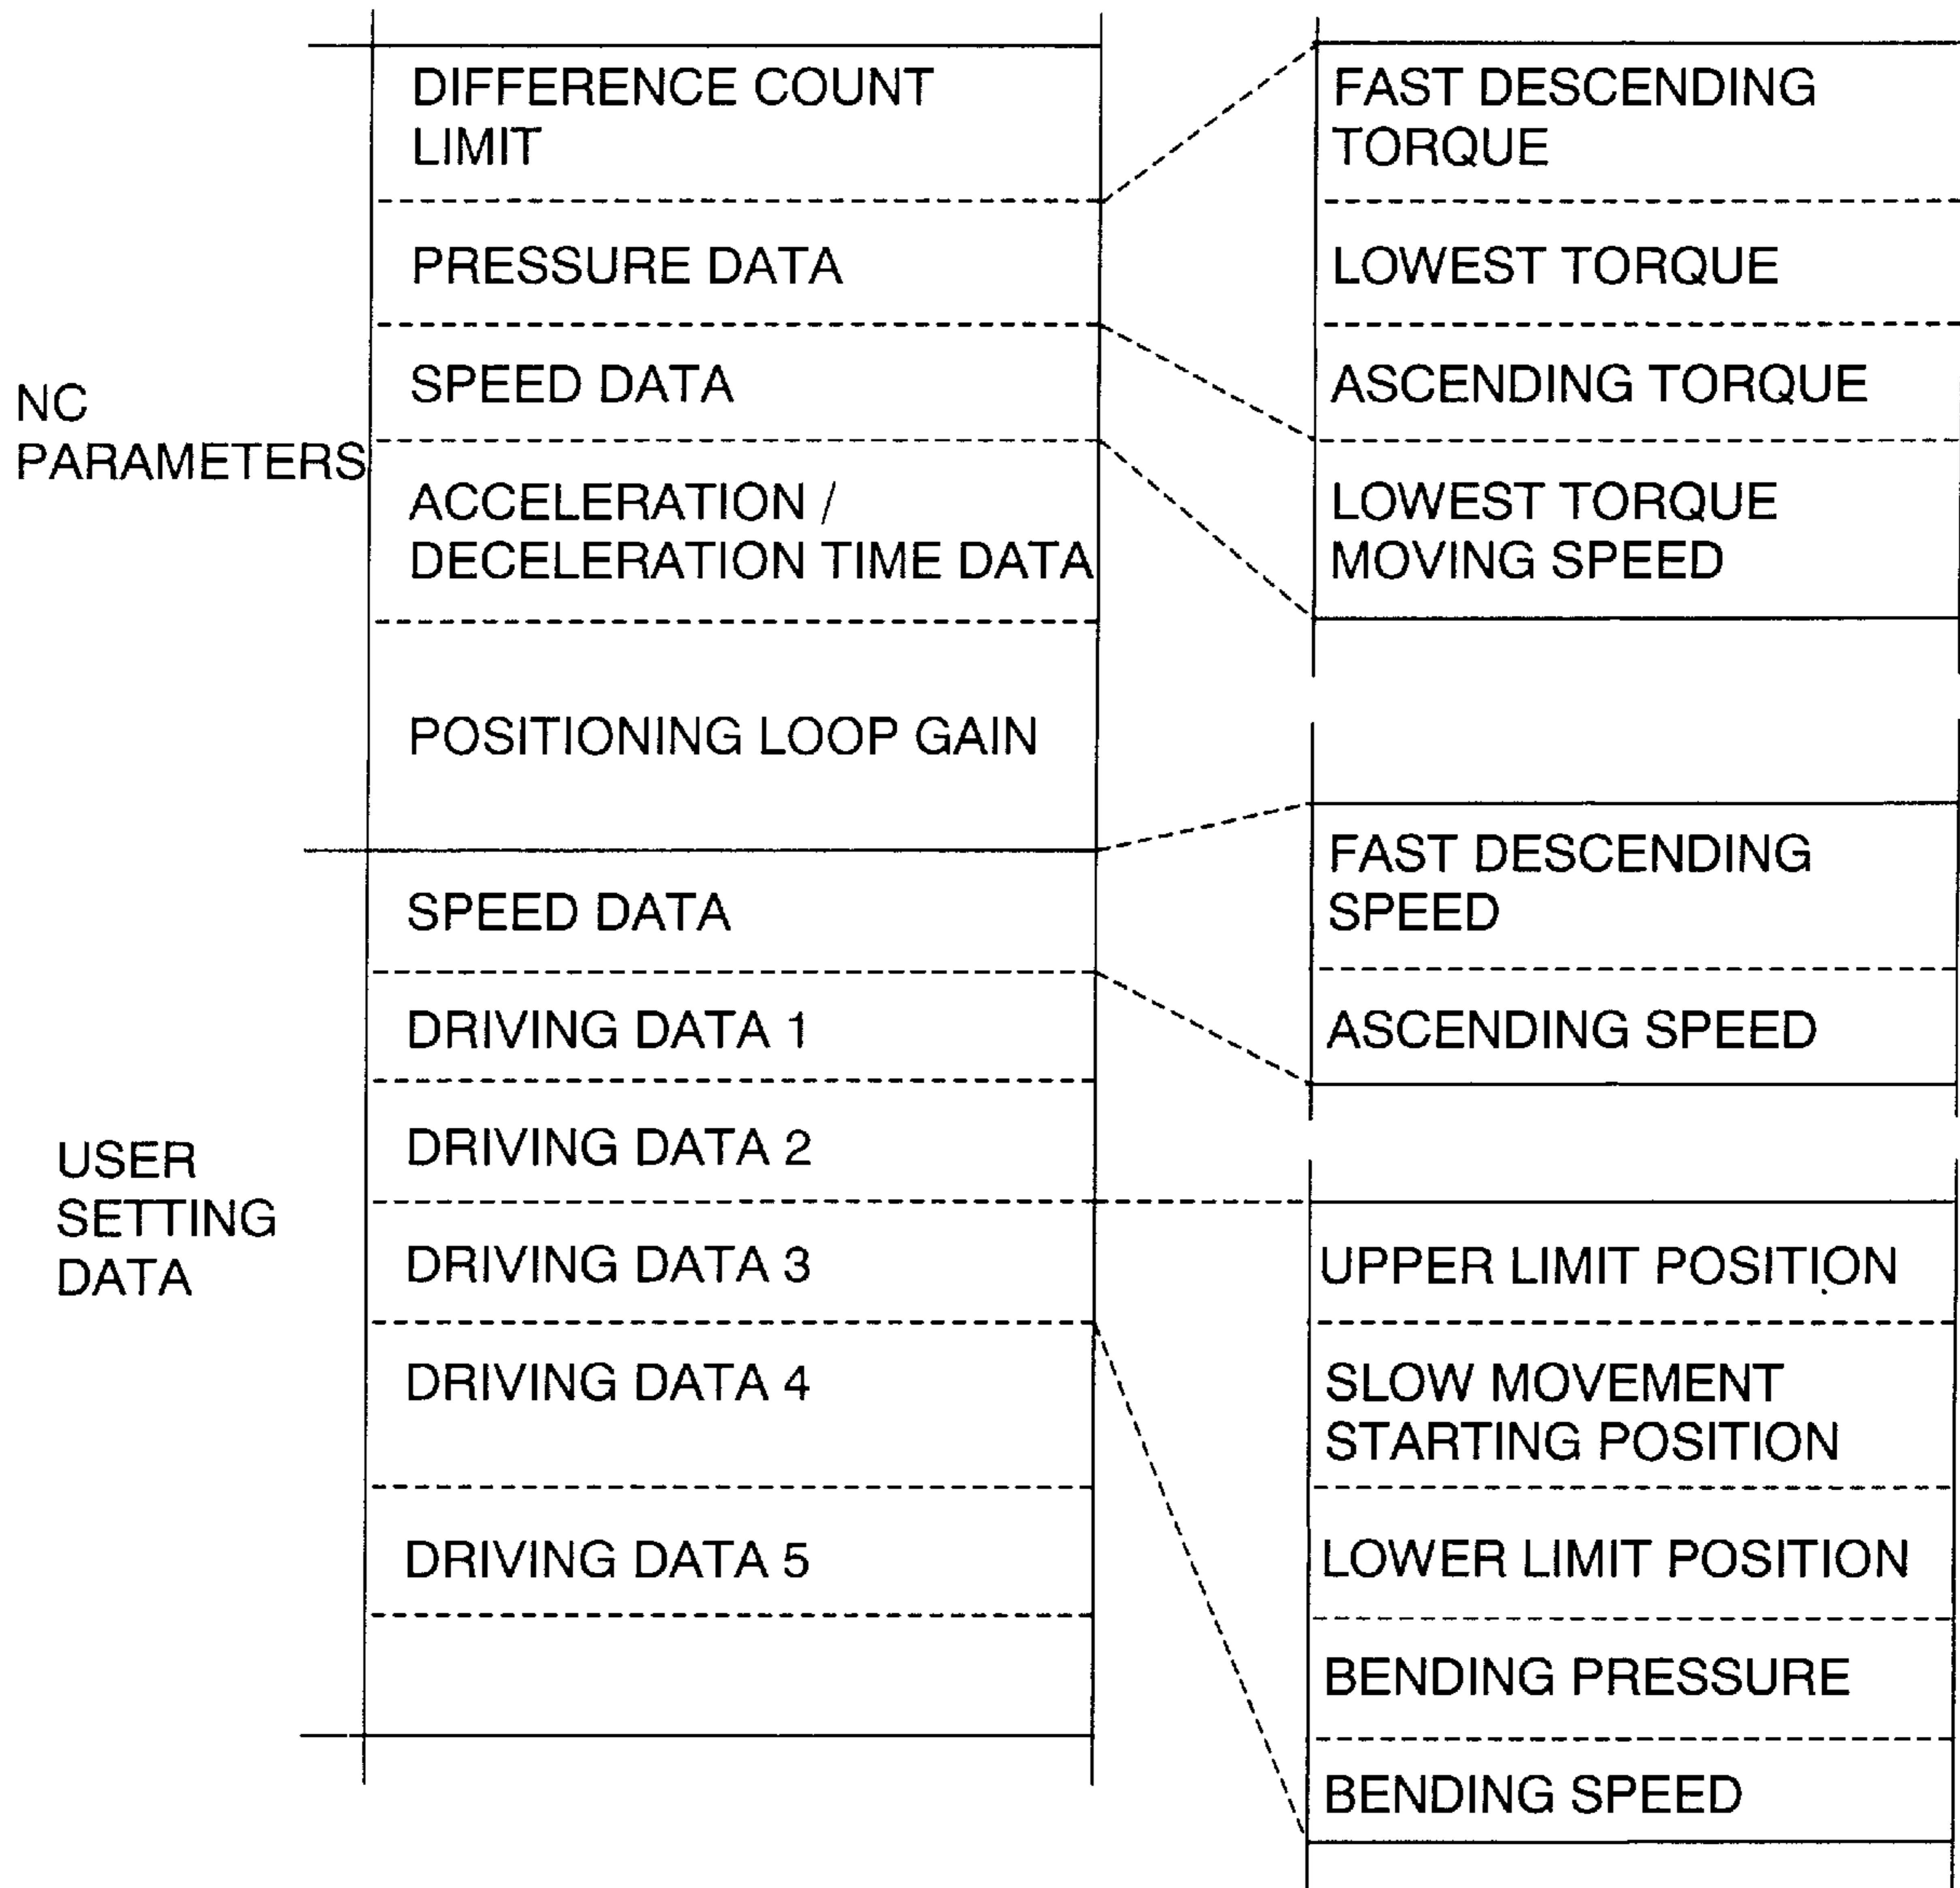 NC
PARAMETERS
DIFFERENCE COUNT
LIMIT
PRESSURE DATA
SPEED DATA
ACCELERATION /
DECELERATION TIME DATA
POSITIONING LOOP GAIN
USER
SETTING
DATA
SPEED DATA
DRIVING DATA 1
DRIVING DATA 2
DRIVING DATA 3
DRIVING DATA 4
DRIVING DATA 5
FAST DESCENDING
TORQUE
LOWEST TORQUE
ASCENDING TORQUE
LOWEST TORQUE
MOVING SPEED
FAST DESCENDING
SPEED
ASCENDING SPEED
UPPER LIMIT POSITION
SLOW MOVEMENT
STARTING POSITION
LOWER LIMIT POSITION
BENDING PRESSURE
BENDING SPEED